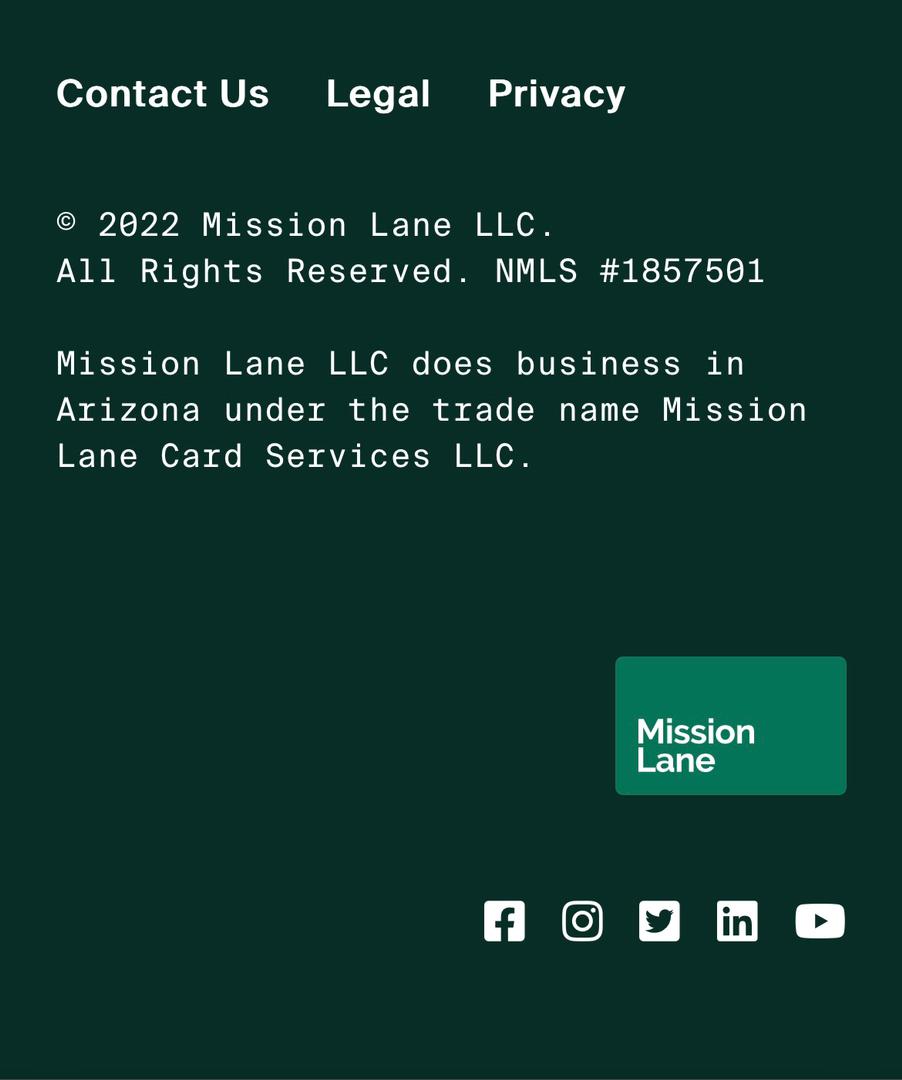 Contact Us Legal Privacy
© 2022 Mission Lane LLC.
All Rights Reserved. NMLS #1857501
Mission Lane LLC does business in
Arizona under the trade name Mission
Lane Card Services LLC.
Mission
Lane